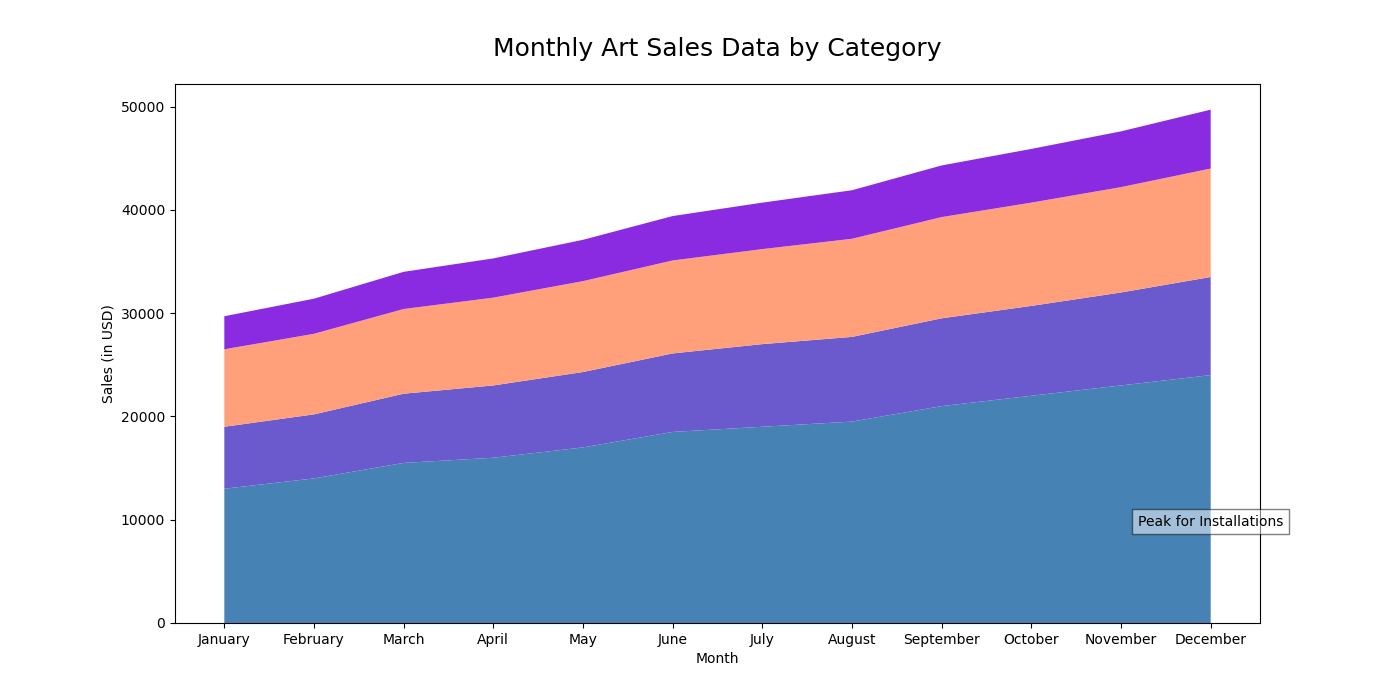 Monthly Art Sales Data by Category
Sales (in USD)
50000
40000
30000
20000
10000
0
Peak for Installations
January February March April May June July August September October November December
Month